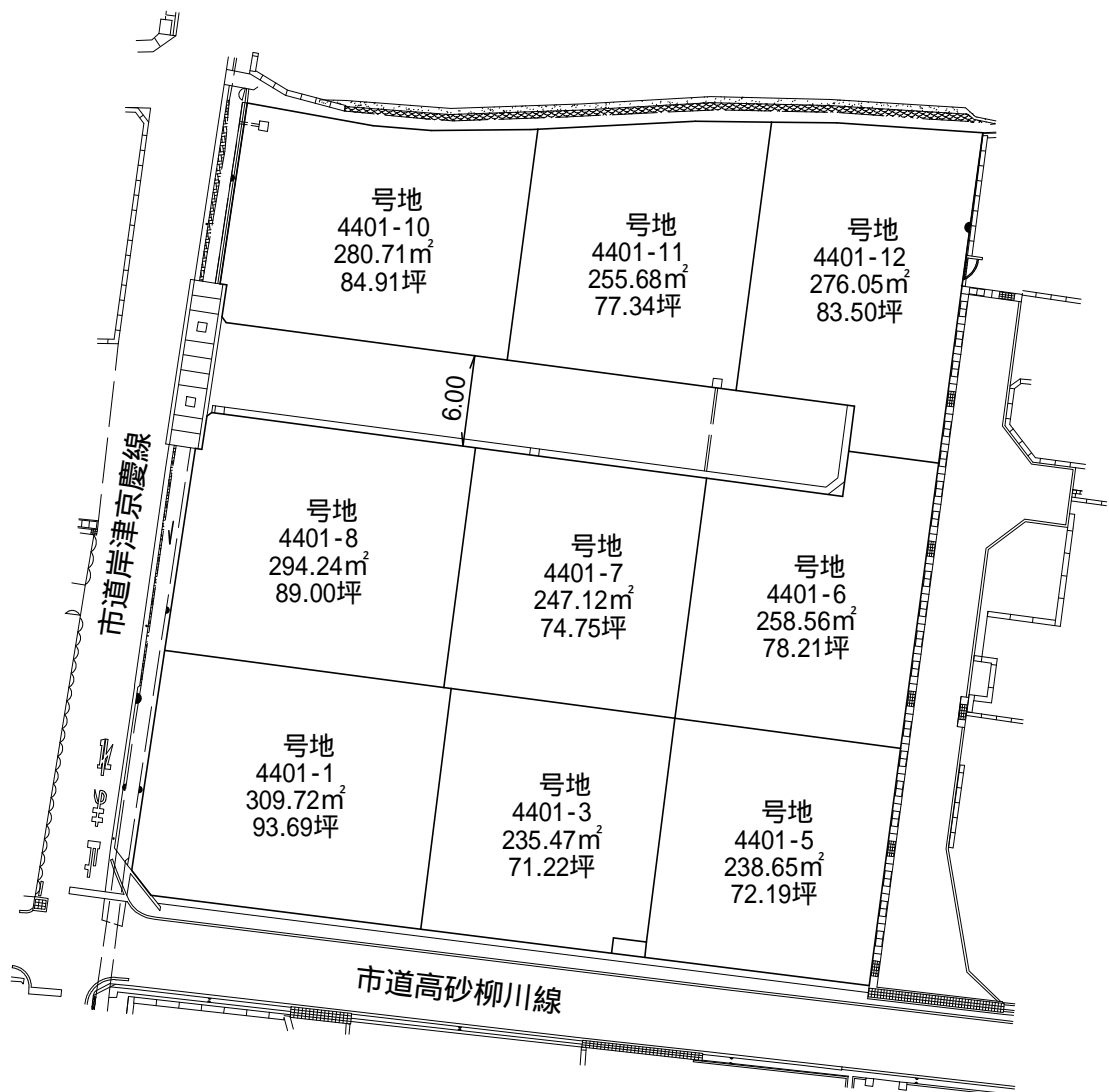 号地
4401-10
280.71㎡
84.91坪
号地
4401-11
255.68㎡
77.34坪
号地
4401-12
276.05㎡
83.50坪
6.00
市道岸津京慶線
号地
4401-8
294.24㎡
89.00坪
号地
4401-7
247.12㎡
74.75坪
号地
4401-6
258.56㎡
78.21坪
号地
4401-1
309.72㎡
93.69坪
号地
4401-3
235.47㎡
71.22坪
号地
4401-5
238.65㎡
72.19坪
市道高砂柳川線